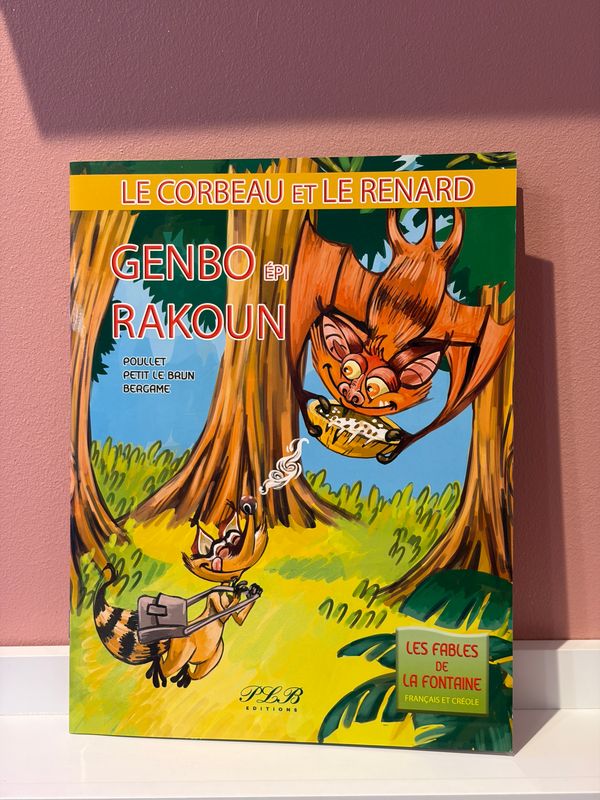 LE CORBEAU ET LE RENARD
GENBO ÉPI
RAKOUN
POULLET
PETIT LE BRUN
BERGAME
LES FABLES
DE
LA FONTAINE
FRANÇAIS ET CRÉOLE
PLB
EDITIONS